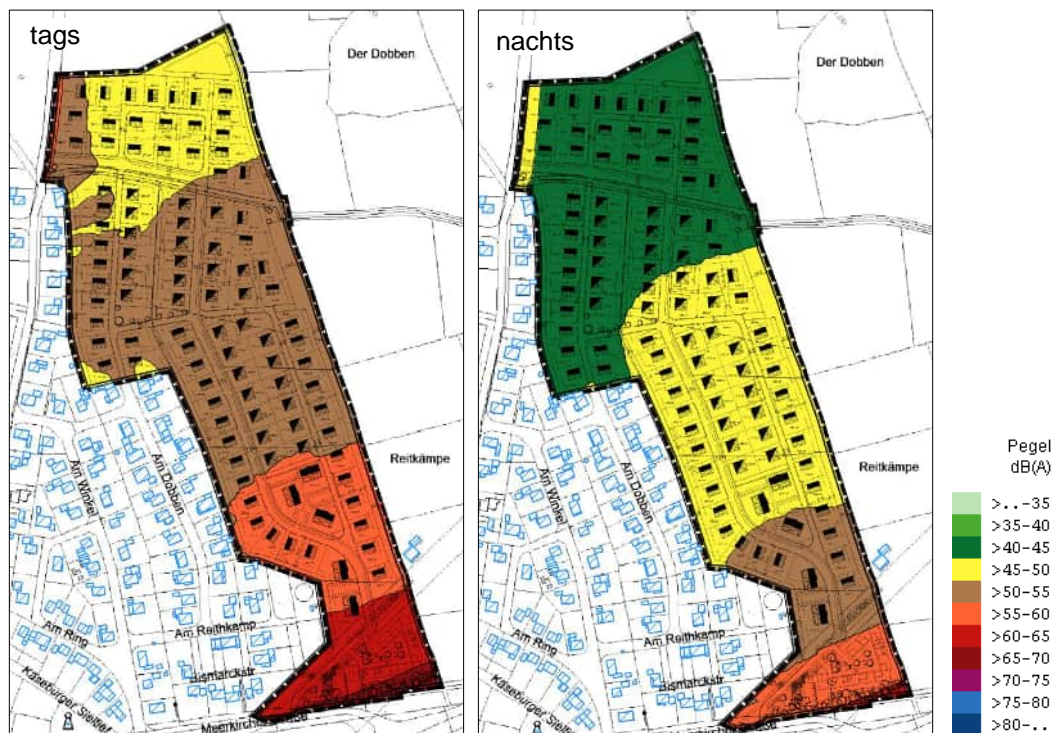 tags
Der Dobben
Reitkämpe
Am Winkel
Am Dobben
Am Ring
Am Reithkamp
Bismarckstr
nachts
Der Dobben
Reitkämpe
Am Winkel
Am Dobben
Am Ring
Am Reithkamp
Bismarckstr
Pegel
dB(A)
>..-35
>35-40
>40-45
>45-50
>50-55
>55-60
>60-65
>65-70
>70-75
>75-80
>80-..